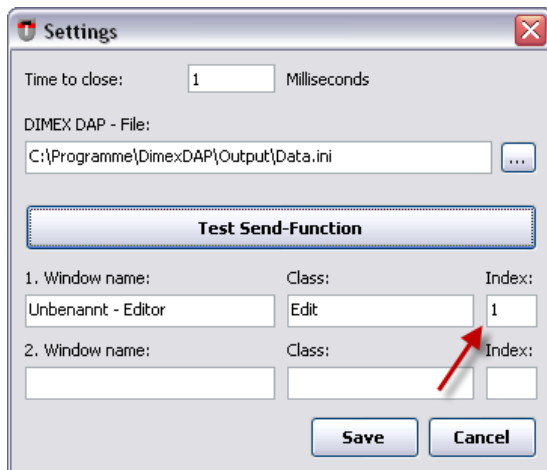 Settings
Time to close: 1 Milliseconds
DIMEX DAP - File:
C:\Programme\DimexDAP\Output\Data.ini ...
Test Send-Function
1. Window name: Class: Index:
Unbenannt - Editor Edit 1
2. Window name: Class: Index:
Save Cancel